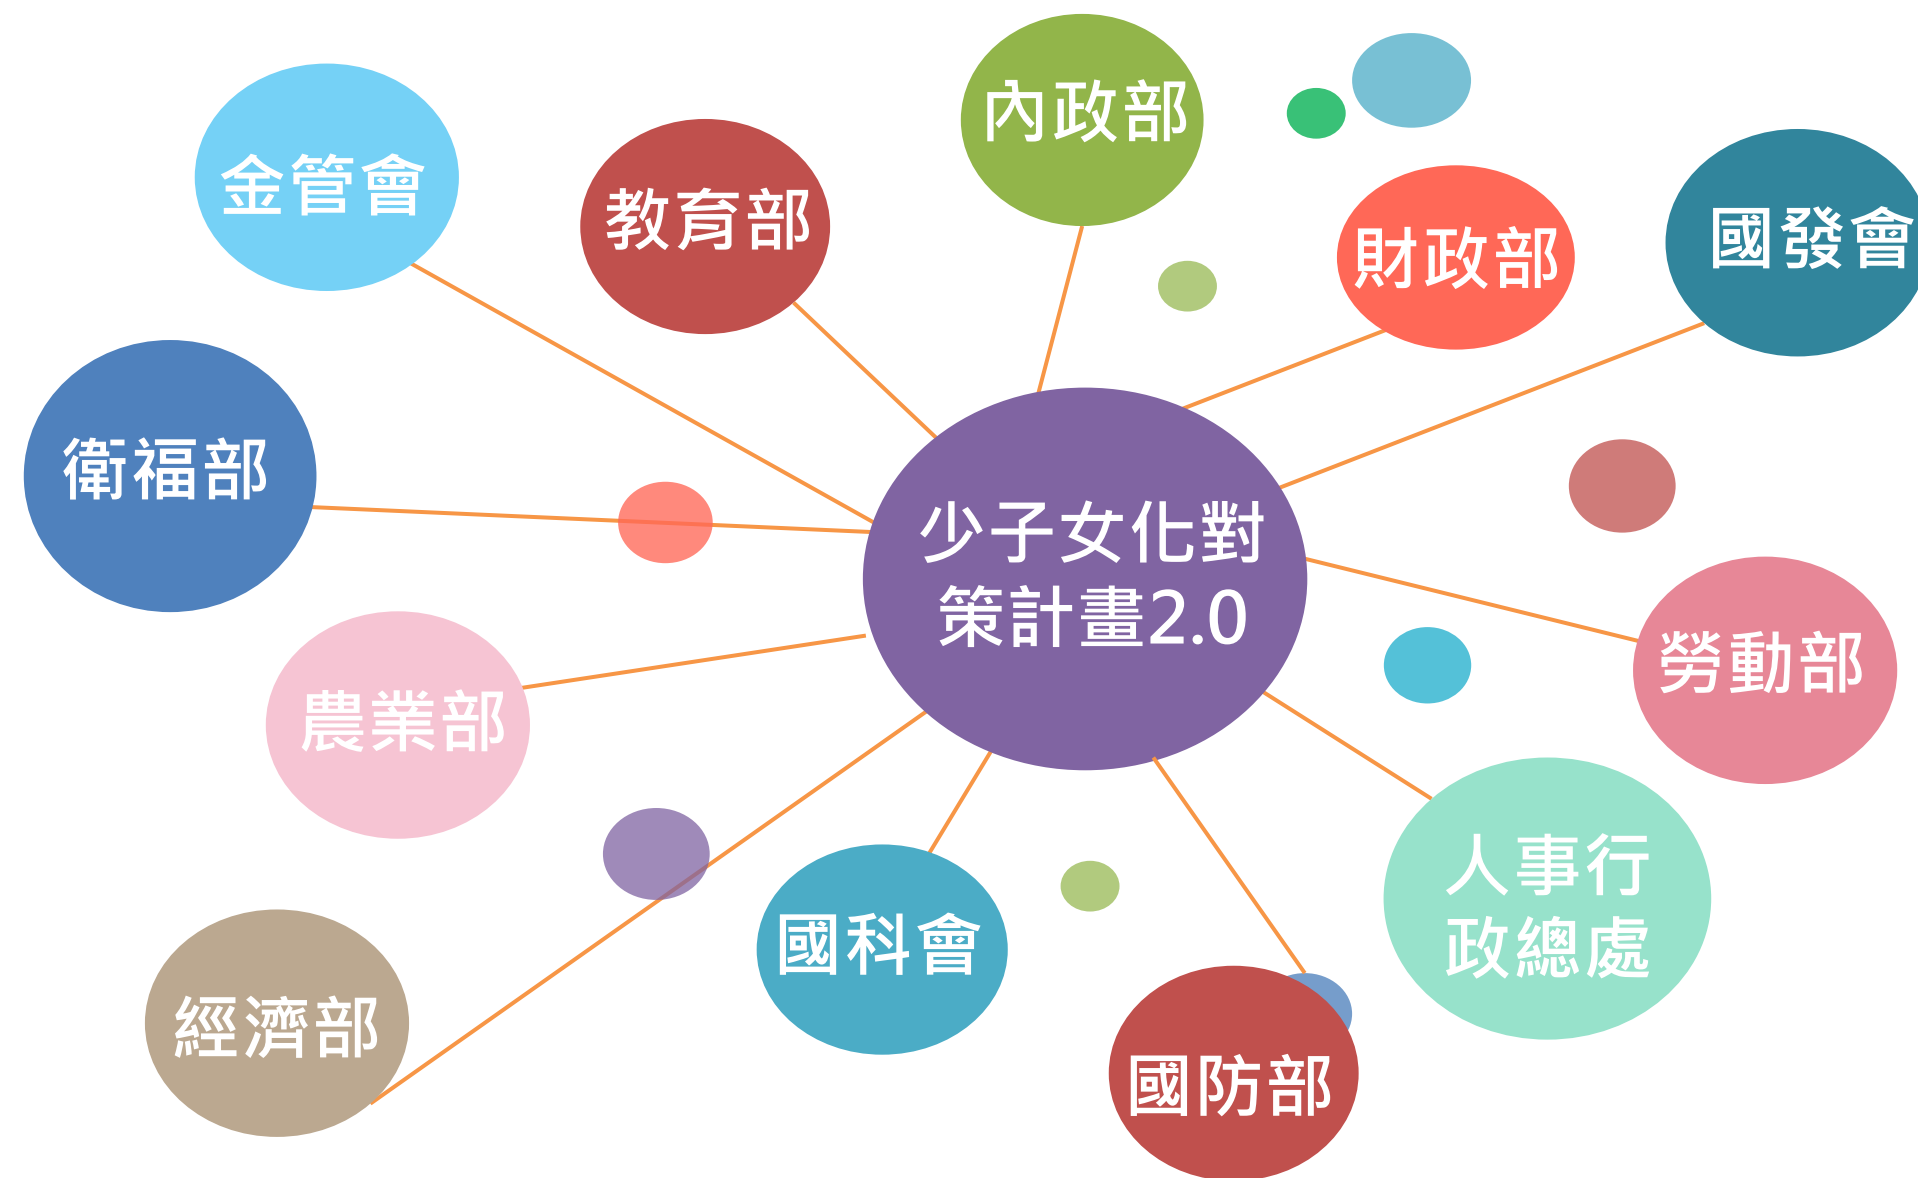 內政部
金管會
教育部
財政部
國發會
衛福部
少子女化對
策計畫2.0
勞動部
農業部
人事行
政總處
國科會
經濟部
國防部